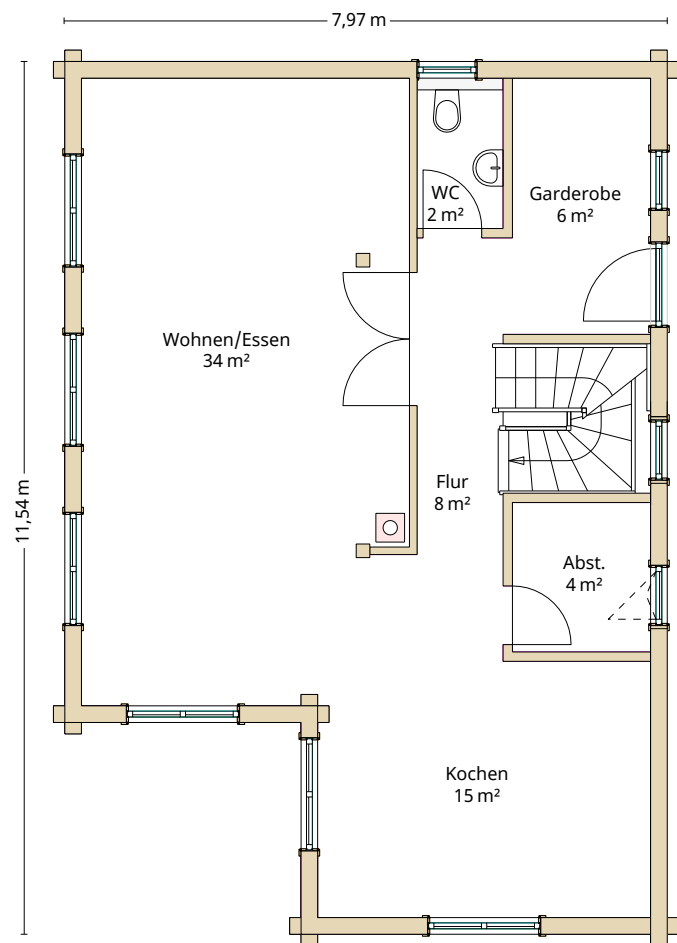 7,97 m
WC
2 m²
Garderobe
6 m²
Wohnen/Essen
34 m²
11,54 m
Flur
8 m²
Abst.
4 m²
Kochen
15 m²